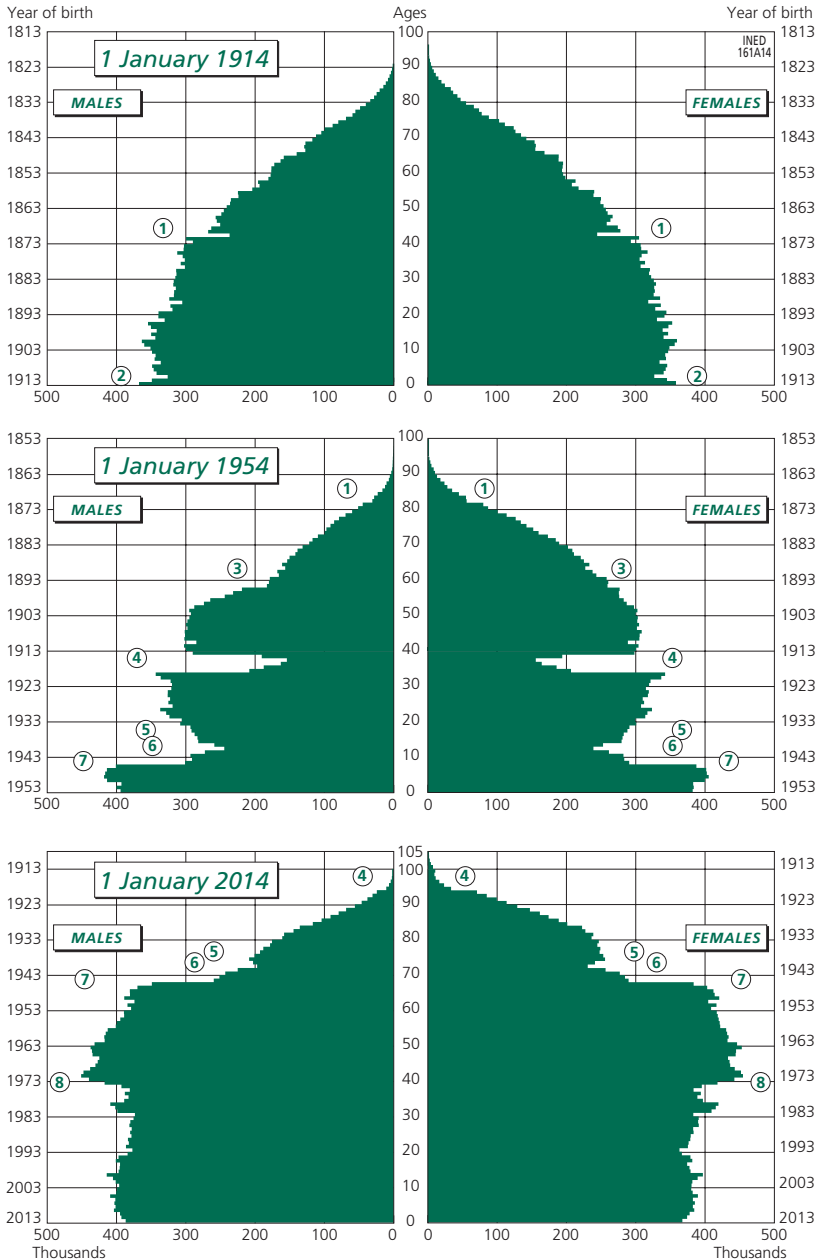 Year of birth Ages Year of birth
1813 100 1813
1 January 1914
INED
161A14
1823 90 1823
MALES FEMALES
1833 80 1833
1843 70 1843
1853 60 1853
1863 50 1863
1 1
1873 40 1873
1883 30 1883
1893 20 1893
1903 10 1903
2 2
1913 0 1913
500 400 300 200 100 0 0 100 200 300 400 500
1853 100 1853
1 January 1954
1863 90 1863
1 1
MALES FEMALES
1873 80 1873
1883 70 1883
3 3
1893 60 1893
1903 50 1903
1913 40 1913
4 4
1923 30 1923
1933 20 1933
5 5
6 6
1943 10 1943
7 7
1953 0 1953
500 400 300 200 100 0 0 100 200 300 400 500
105
1913 100 1913
1 January 2014
4 4
1923 90 1923
MALES FEMALES
1933 80 1933
5 5
6 6
1943 70 1943
7 7
1953 60 1953
1963 50 1963
1973 40 1973
8 8
1983 30 1983
1993 20 1993
2003 10 2003
2013 0 2013
500 400 300 200 100 0 0 100 200 300 400 500
Thousands Thousands